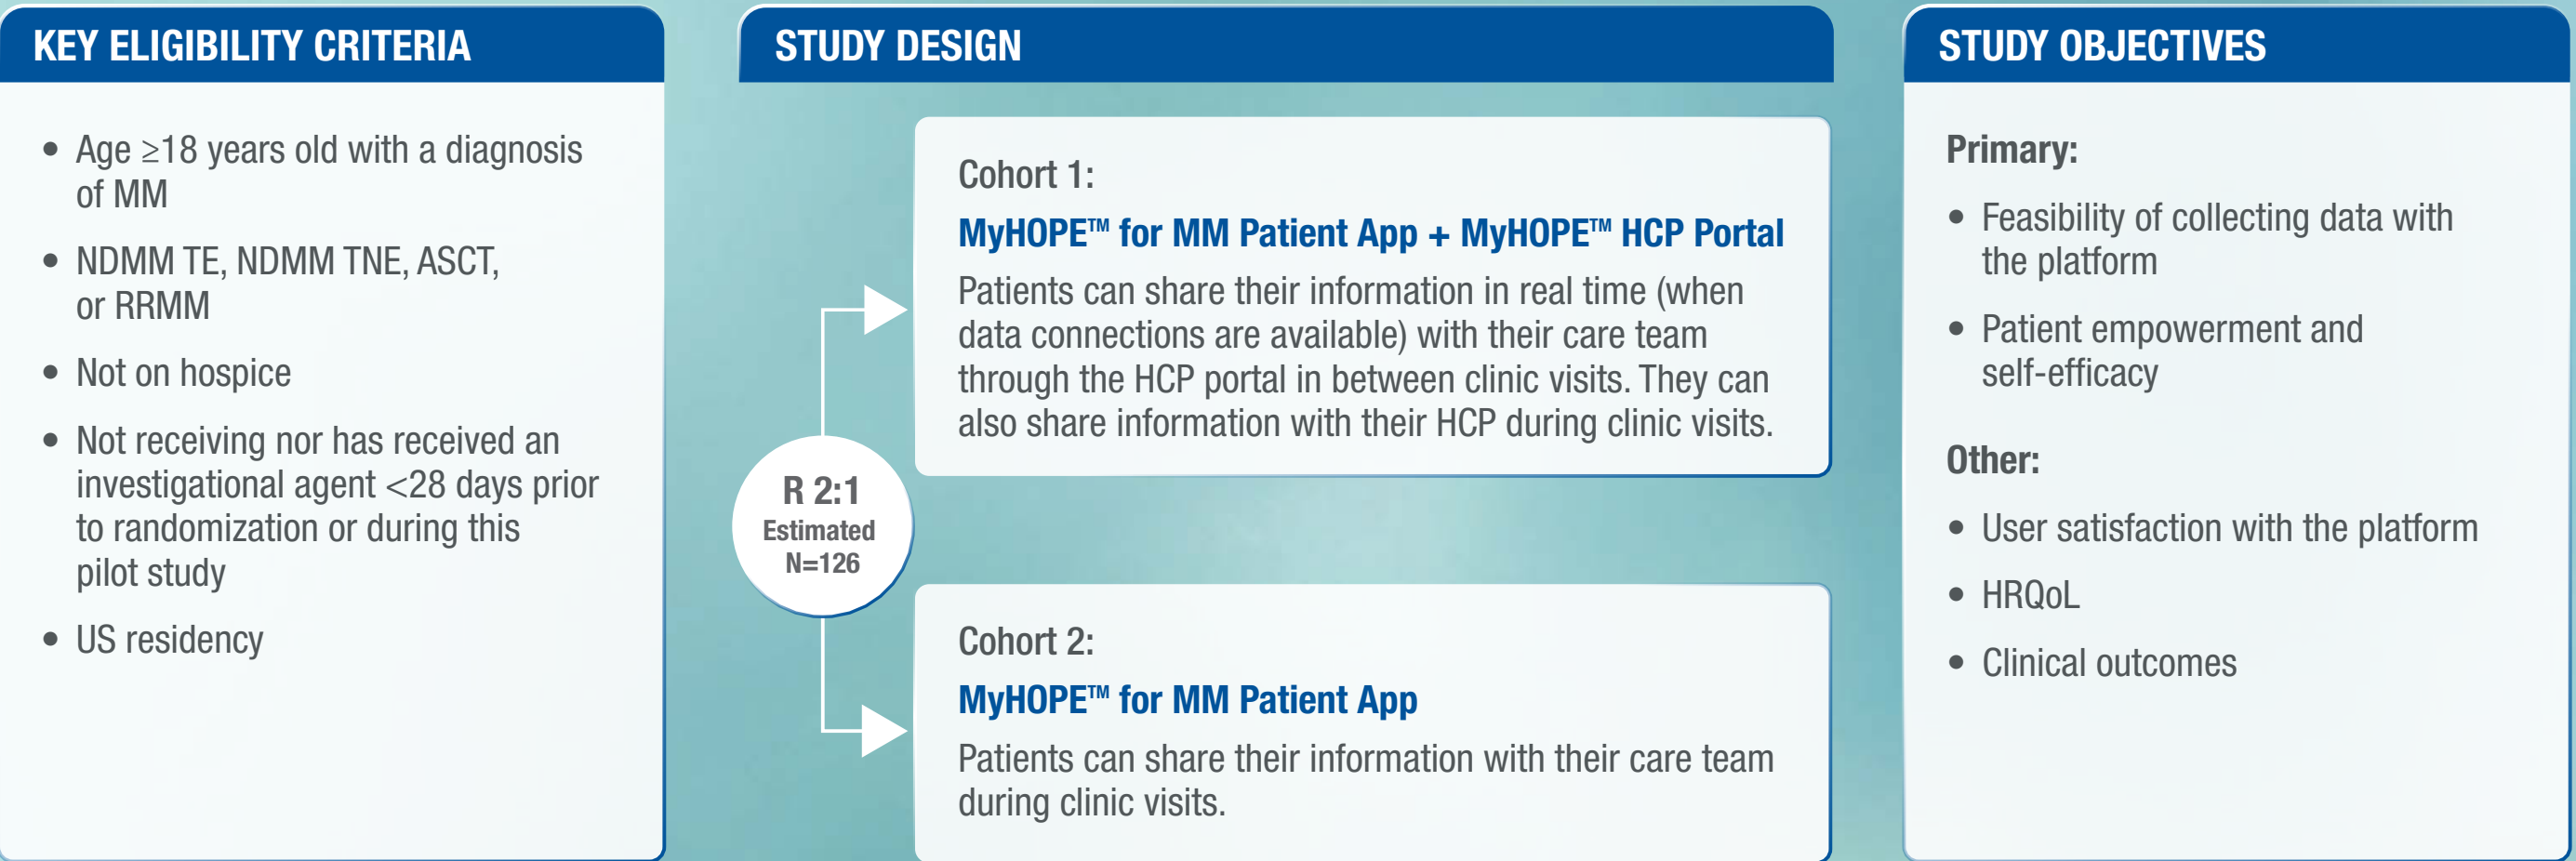 KEY ELIGIBILITY CRITERIA
• Age ≥18 years old with a diagnosis
of MM
• NDMM TE, NDMM TNE, ASCT,
or RRMM
• Not on hospice
• Not receiving nor has received an
investigational agent <28 days prior
to randomization or during this
pilot study
• US residency
STUDY DESIGN
R 2:1
Estimated
N=126
Cohort 1:
MyHOPE™ for MM Patient App + MyHOPE™ HCP Portal
Patients can share their information in real time (when
data connections are available) with their care team
through the HCP portal in between clinic visits. They can
also share information with their HCP during clinic visits.
Cohort 2:
MyHOPE™ for MM Patient App
Patients can share their information with their care team
during clinic visits.
STUDY OBJECTIVES
Primary:
• Feasibility of collecting data with
the platform
• Patient empowerment and
self-efficacy
Other:
• User satisfaction with the platform
• HRQoL
• Clinical outcomes